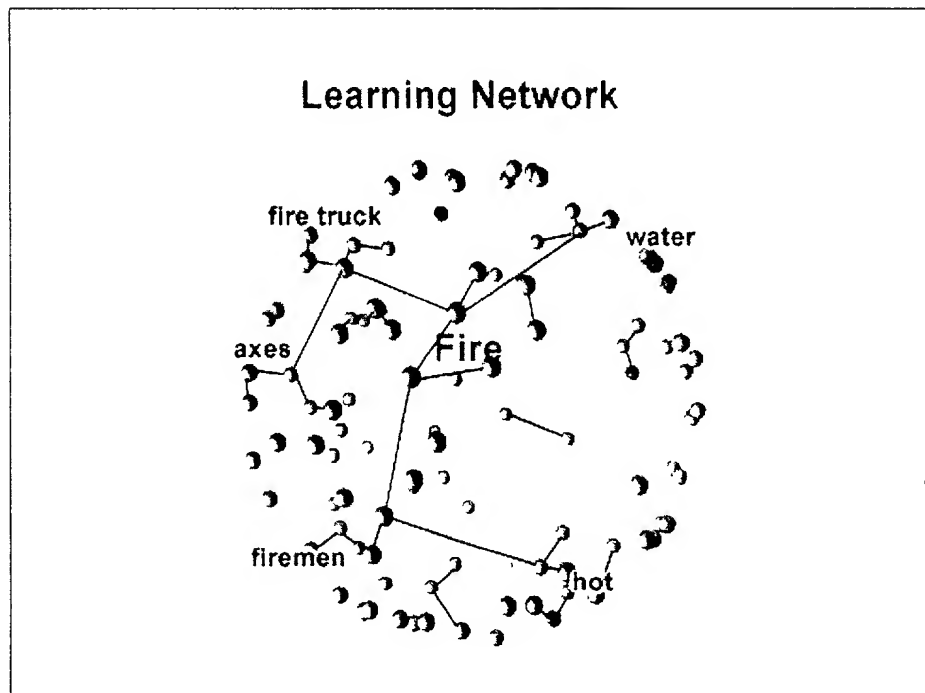 Learning Network
fire truck
water
axes
Fire
firemen
hot